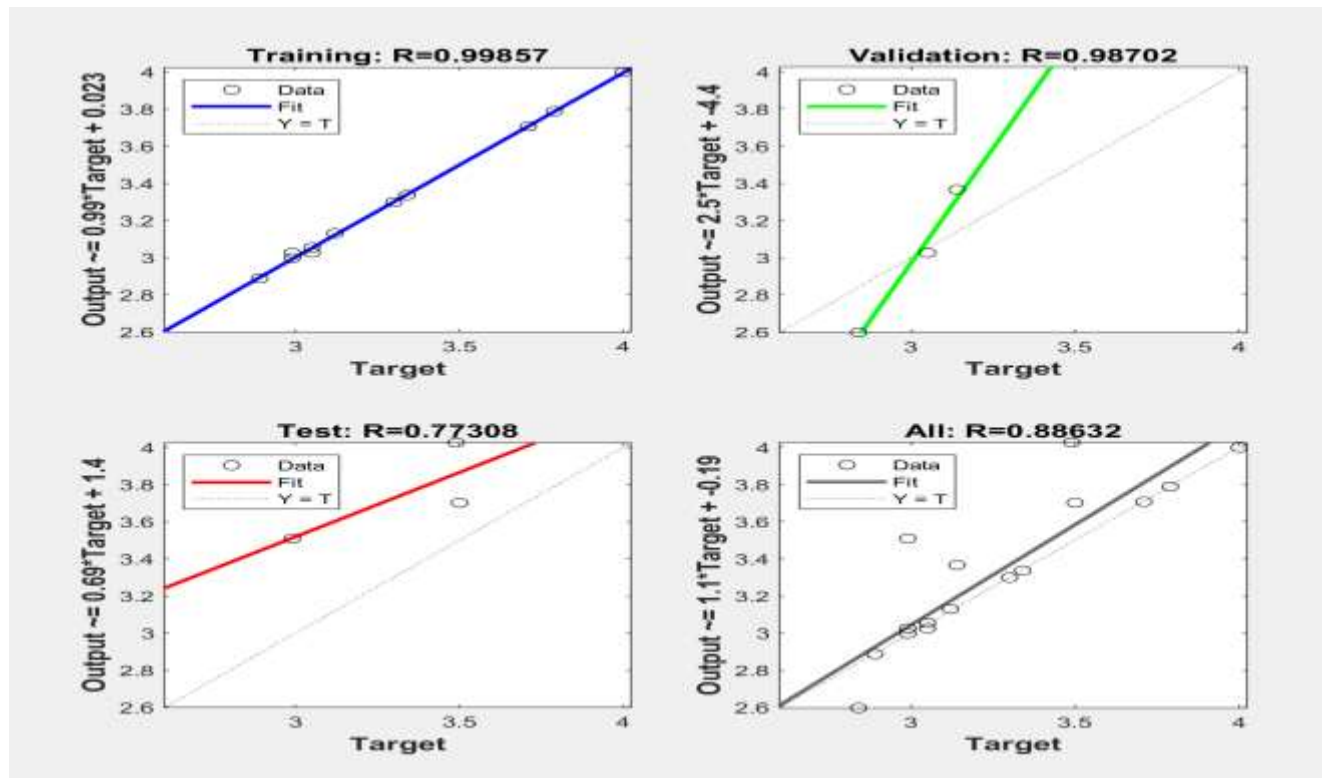 Training: R=0.99857
Output ~= 0.99*Target + 0.023
4
3.8
3.6
3.4
3.2
3
2.8
2.6
Data
Fit
Y = T
3
3.5
4
Target
Validation: R=0.98702
Output ~= 2.5*Target + -4.4
4
3.8
3.6
3.4
3.2
3
2.8
2.6
Data
Fit
Y = T
3
3.5
4
Target
Test: R=0.77308
Output ~= 0.69*Target + 1.4
4
3.8
3.6
3.4
3.2
3
2.8
2.6
Data
Fit
Y = T
3
3.5
4
Target
All: R=0.88632
Output ~= 1.1*Target + -0.19
4
3.8
3.6
3.4
3.2
3
2.8
2.6
Data
Fit
Y = T
3
3.5
4
Target